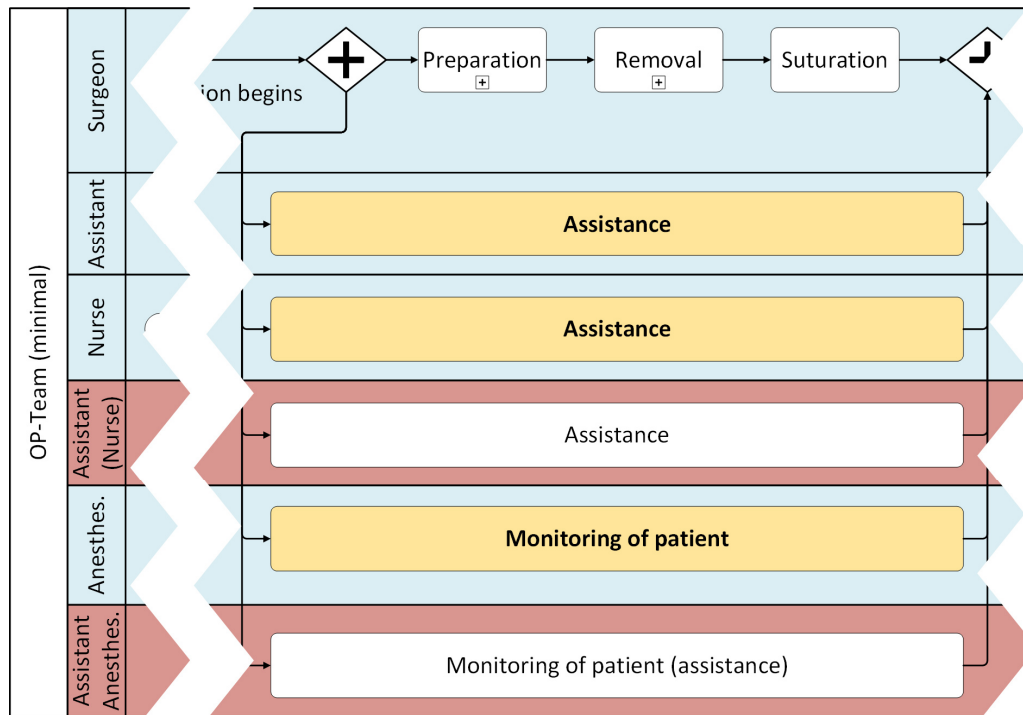 OP-Team (minimal)
Surgeon
begins
Preparation
Removal
Suturation
Assistant
Assistance
Nurse
Assistance
Assistant
(Nurse)
Assistance
Anesthes.
Monitoring of patient
Assistant
Anesthes.
Monitoring of patient (assistance)